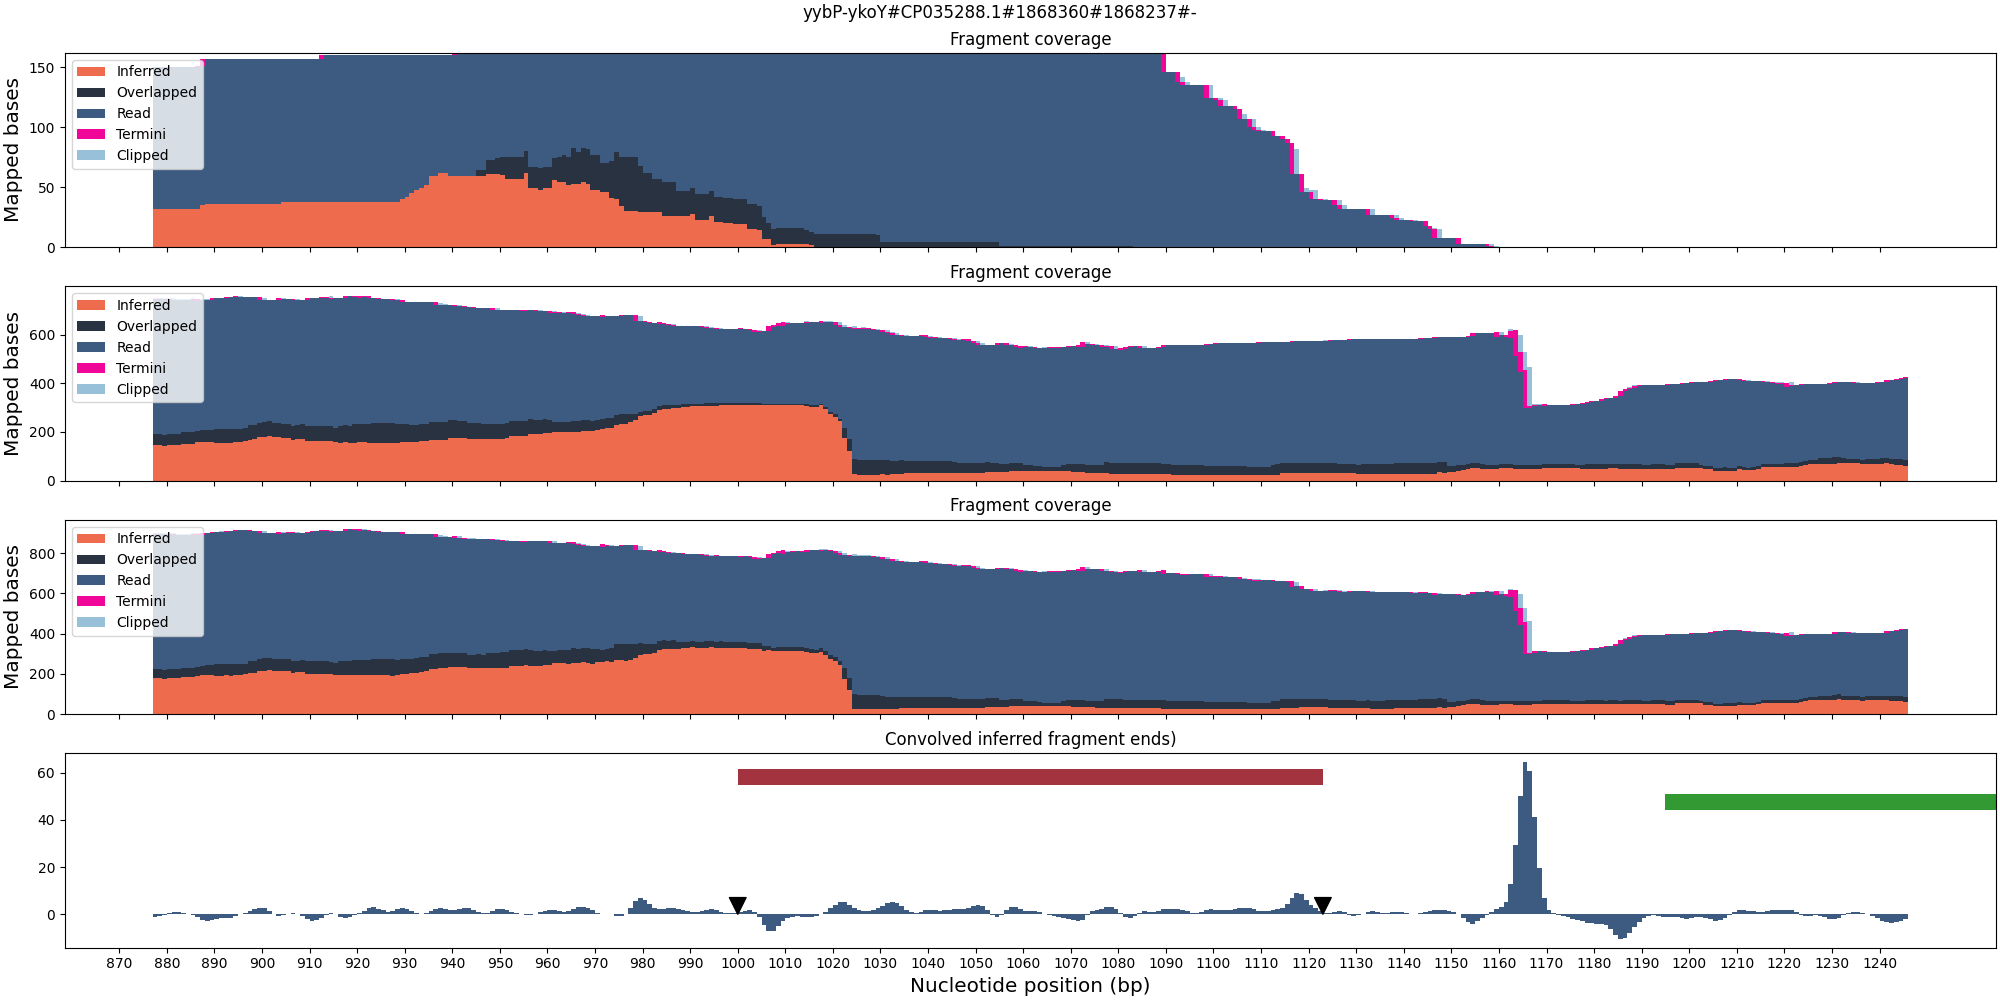 yybP-ykoY#CP035288.1#1868360#1868237#-
Fragment coverage
Mapped bases
150
100
50
0
Inferred
Overlapped
Read
Termini
Clipped
Fragment coverage
Mapped bases
600
400
200
0
Inferred
Overlapped
Read
Termini
Clipped
Fragment coverage
Mapped bases
800
600
400
200
0
Inferred
Overlapped
Read
Termini
Clipped
Convolved inferred fragment ends)
60
40
20
0
870 880 890 900 910 920 930 940 950 960 970 980 990 1000 1010 1020 1030 1040 1050 1060 1070 1080 1090 1100 1110 1120 1130 1140 1150 1160 1170 1180 1190 1200 1210 1220 1230 1240
Nucleotide position (bp)